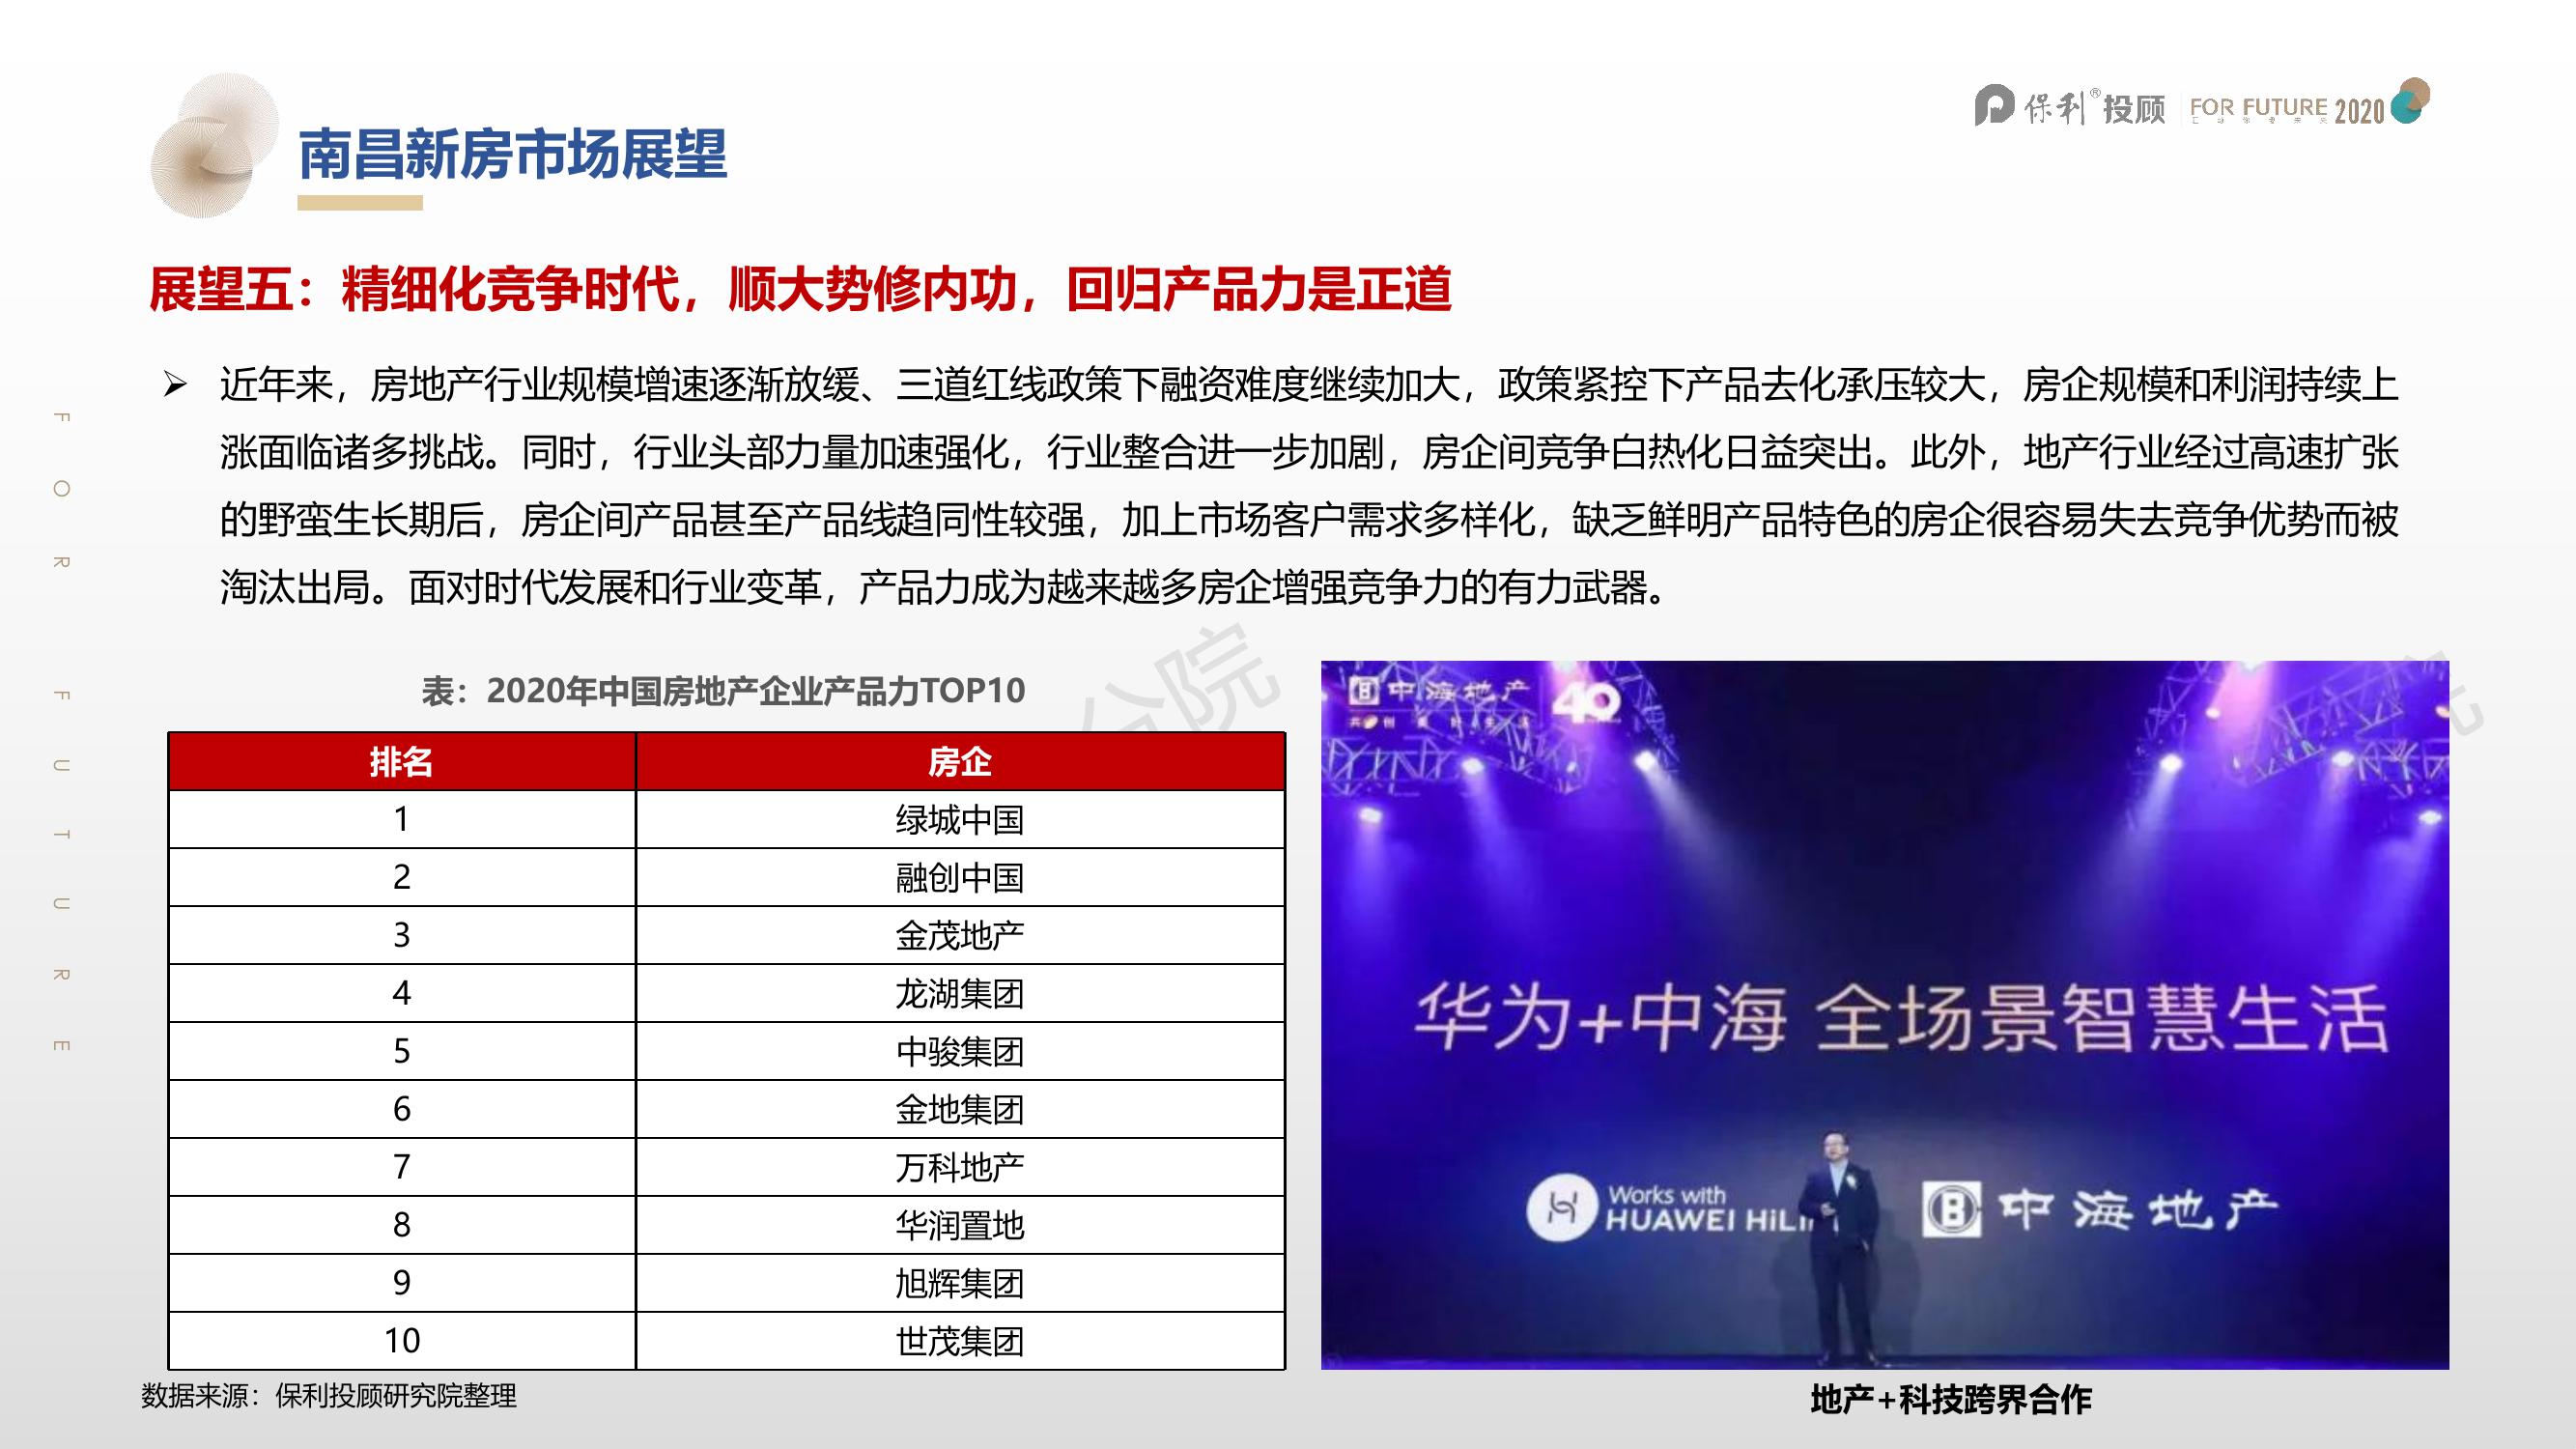 保利®投顾 FOR FUTURE 2020
南昌新房市场展望
展望五：精细化竞争时代，顺大势修内功，回归产品力是正道
近年来，房地产行业规模增速逐渐放缓、三道红线政策下融资难度继续加大，政策紧控下产品去化承压较大，房企规模和利润持续上
涨面临诸多挑战。同时，行业头部力量加速强化，行业整合进一步加剧，房企间竞争白热化日益突出。此外，地产行业经过高速扩张
的野蛮生长期后，房企间产品甚至产品线趋同性较强，加上市场客户需求多样化，缺乏鲜明产品特色的房企很容易失去竞争优势而被
淘汰出局。面对时代发展和行业变革，产品力成为越来越多房企增强竞争力的有力武器。
FOR FUTURE
分院
表：2020年中国房地产企业产品力TOP10
排名 房企
1 绿城中国
2 融创中国
3 金茂地产
4 龙湖集团
5 中骏集团
6 金地集团
7 万科地产
8 华润置地
9 旭辉集团
10 世茂集团
数据来源：保利投顾研究院整理
中海地产 40
华为+中海 全场景智慧生活
Works with
HUAWEI HiLi
中海地产
地产+科技跨界合作